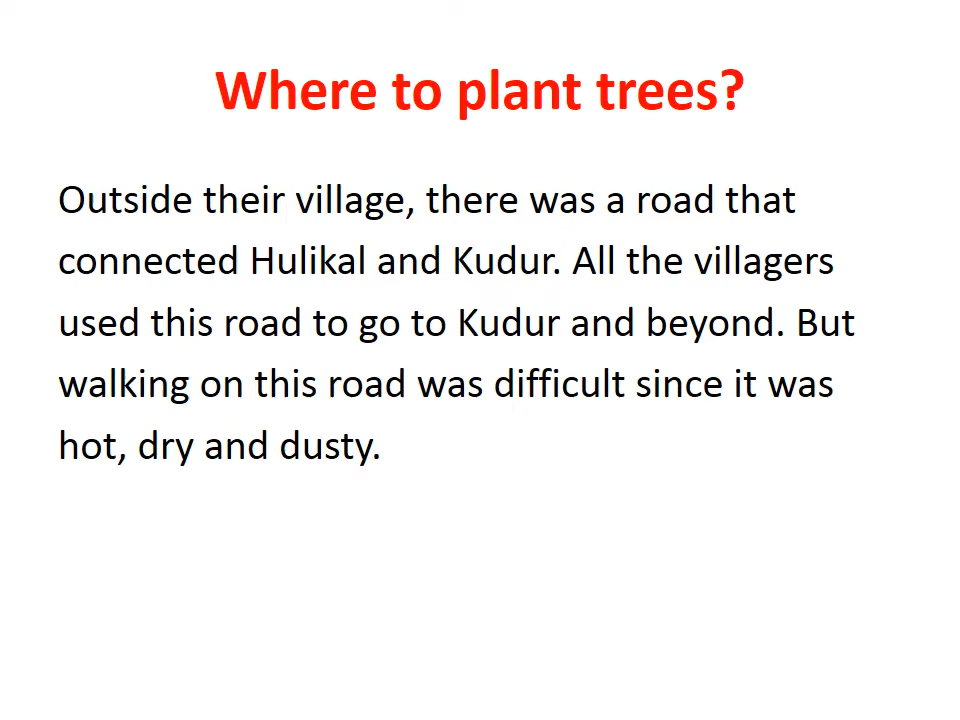 Where to plant trees?
Outside their village, there was a road that
connected Hulikal and Kudur. All the villagers
used this road to go to Kudur and beyond. But
walking on this road was difficult since it was
hot, dry and dusty.